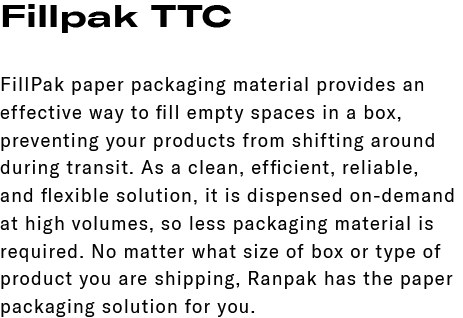 Fillpak TTC
FillPak paper packaging material provides an
effective way to fill empty spaces in a box,
preventing your products from shifting around
during transit. As a clean, efficient, reliable,
and flexible solution, it is dispensed on-demand
at high volumes, so less packaging material is
required. No matter what size of box or type of
product you are shipping, Ranpak has the paper
packaging solution for you.